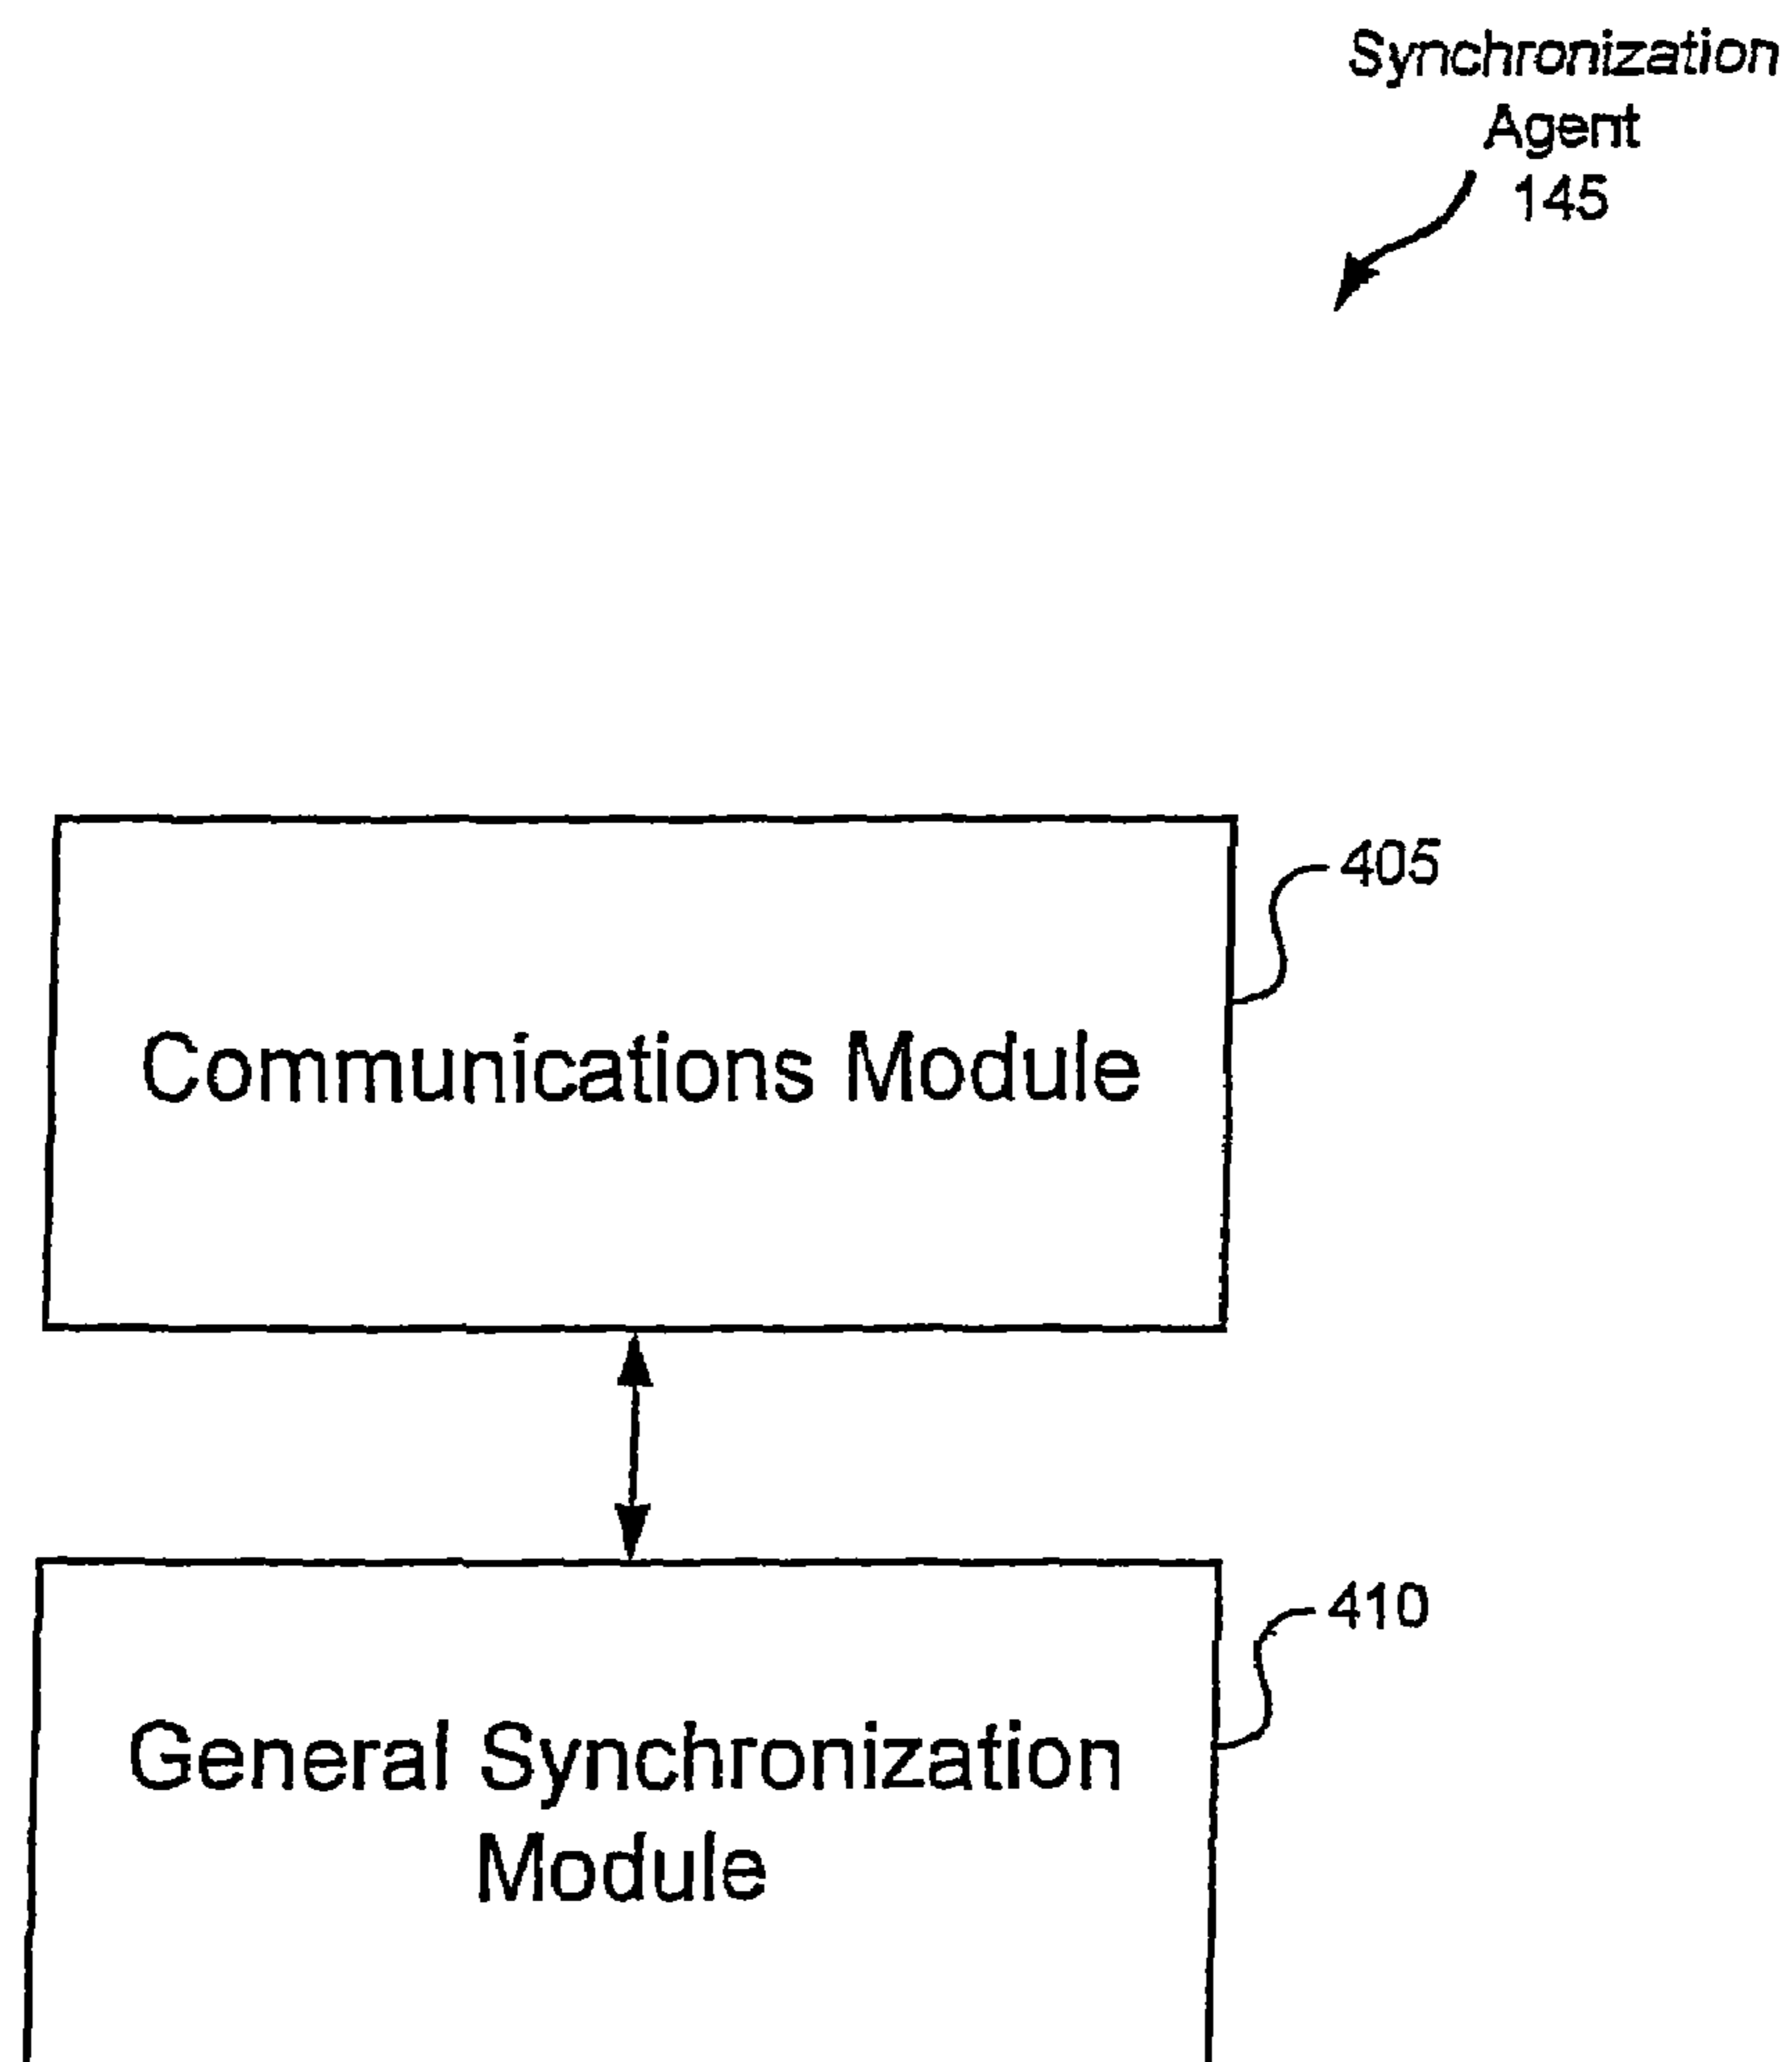 Synchronization
Agent
145
405
Communications Module
410
General Synchronization
Module